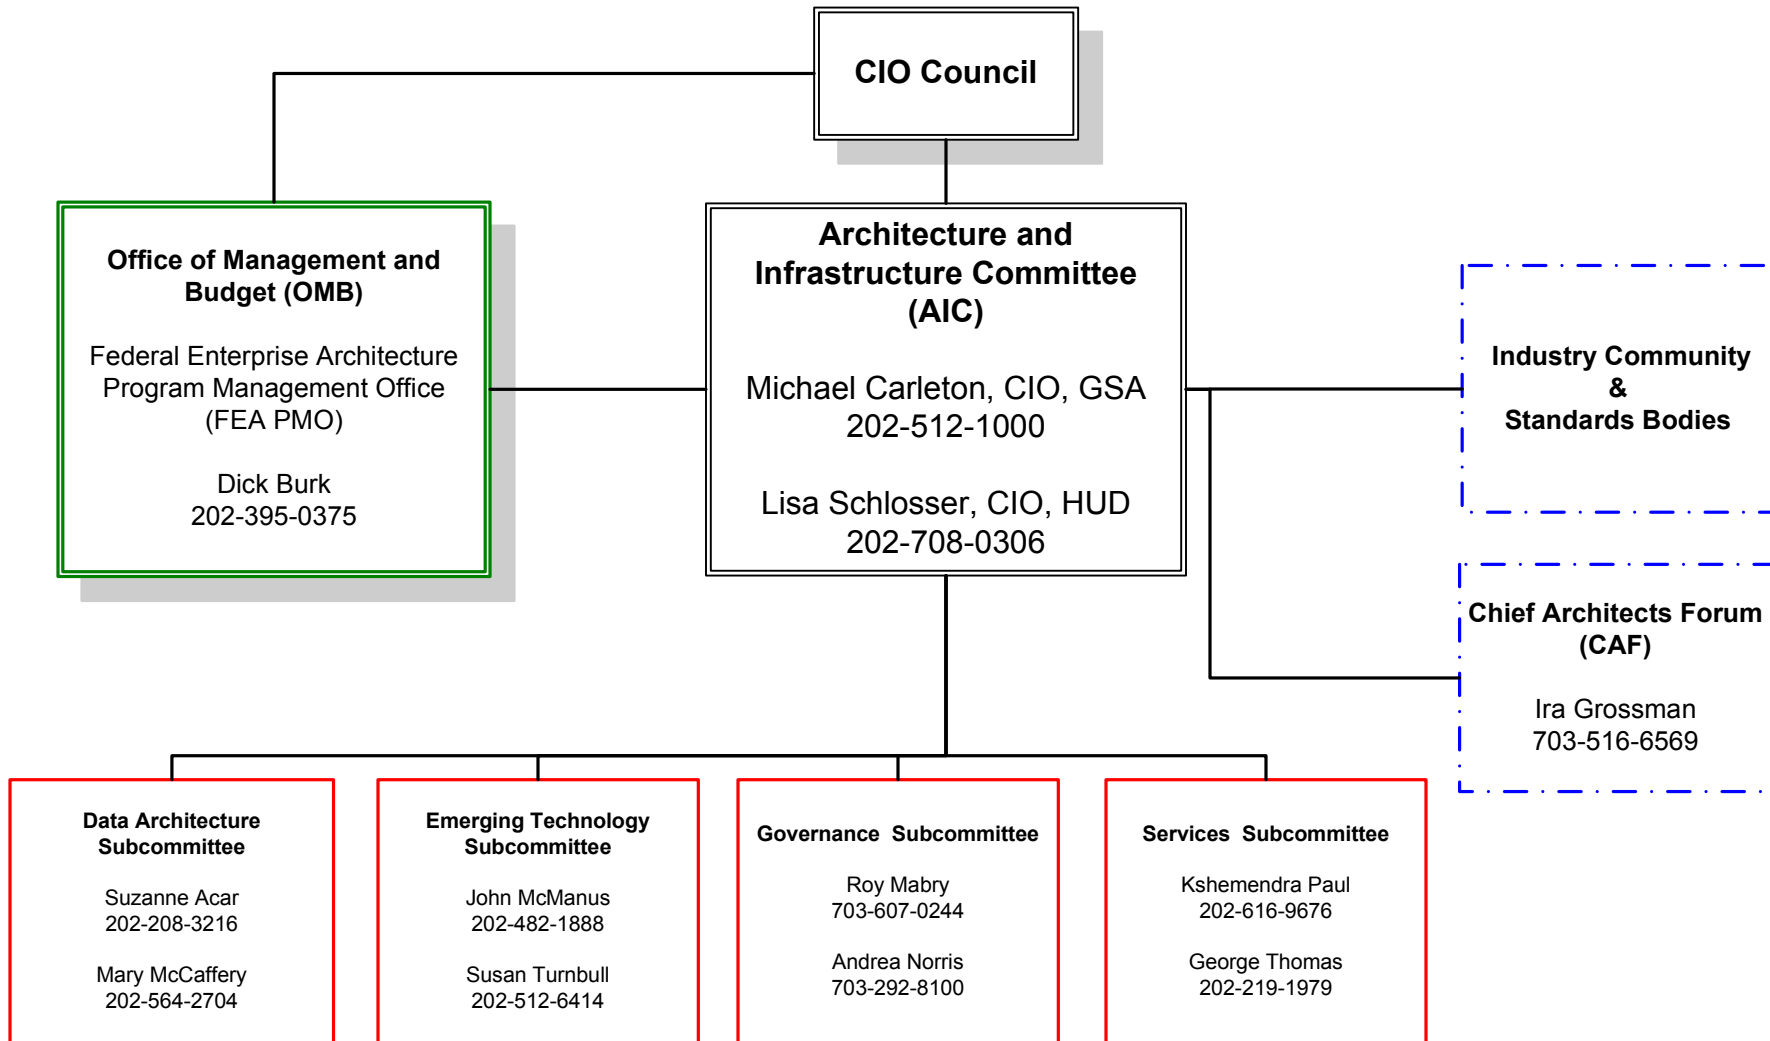 CIO Council
Office of Management and
Budget (OMB)
Federal Enterprise Architecture
Program Management Office
(FEA PMO)
Dick Burk
202-395-0375
Architecture and
Infrastructure Committee
(AIC)
Michael Carleton, CIO, GSA
202-512-1000
Lisa Schlosser, CIO, HUD
202-708-0306
Industry Community
&
Standards Bodies
Chief Architects Forum
(CAF)
Ira Grossman
703-516-6569
Data Architecture
Subcommittee
Suzanne Acar
202-208-3216
Mary McCaffery
202-564-2704
Emerging Technology
Subcommittee
John McManus
202-482-1888
Susan Turnbull
202-512-6414
Governance  Subcommittee
Roy Mabry
703-607-0244
Andrea Norris
703-292-8100
Services  Subcommittee
Kshemendra Paul
202-616-9676
George Thomas
202-219-1979